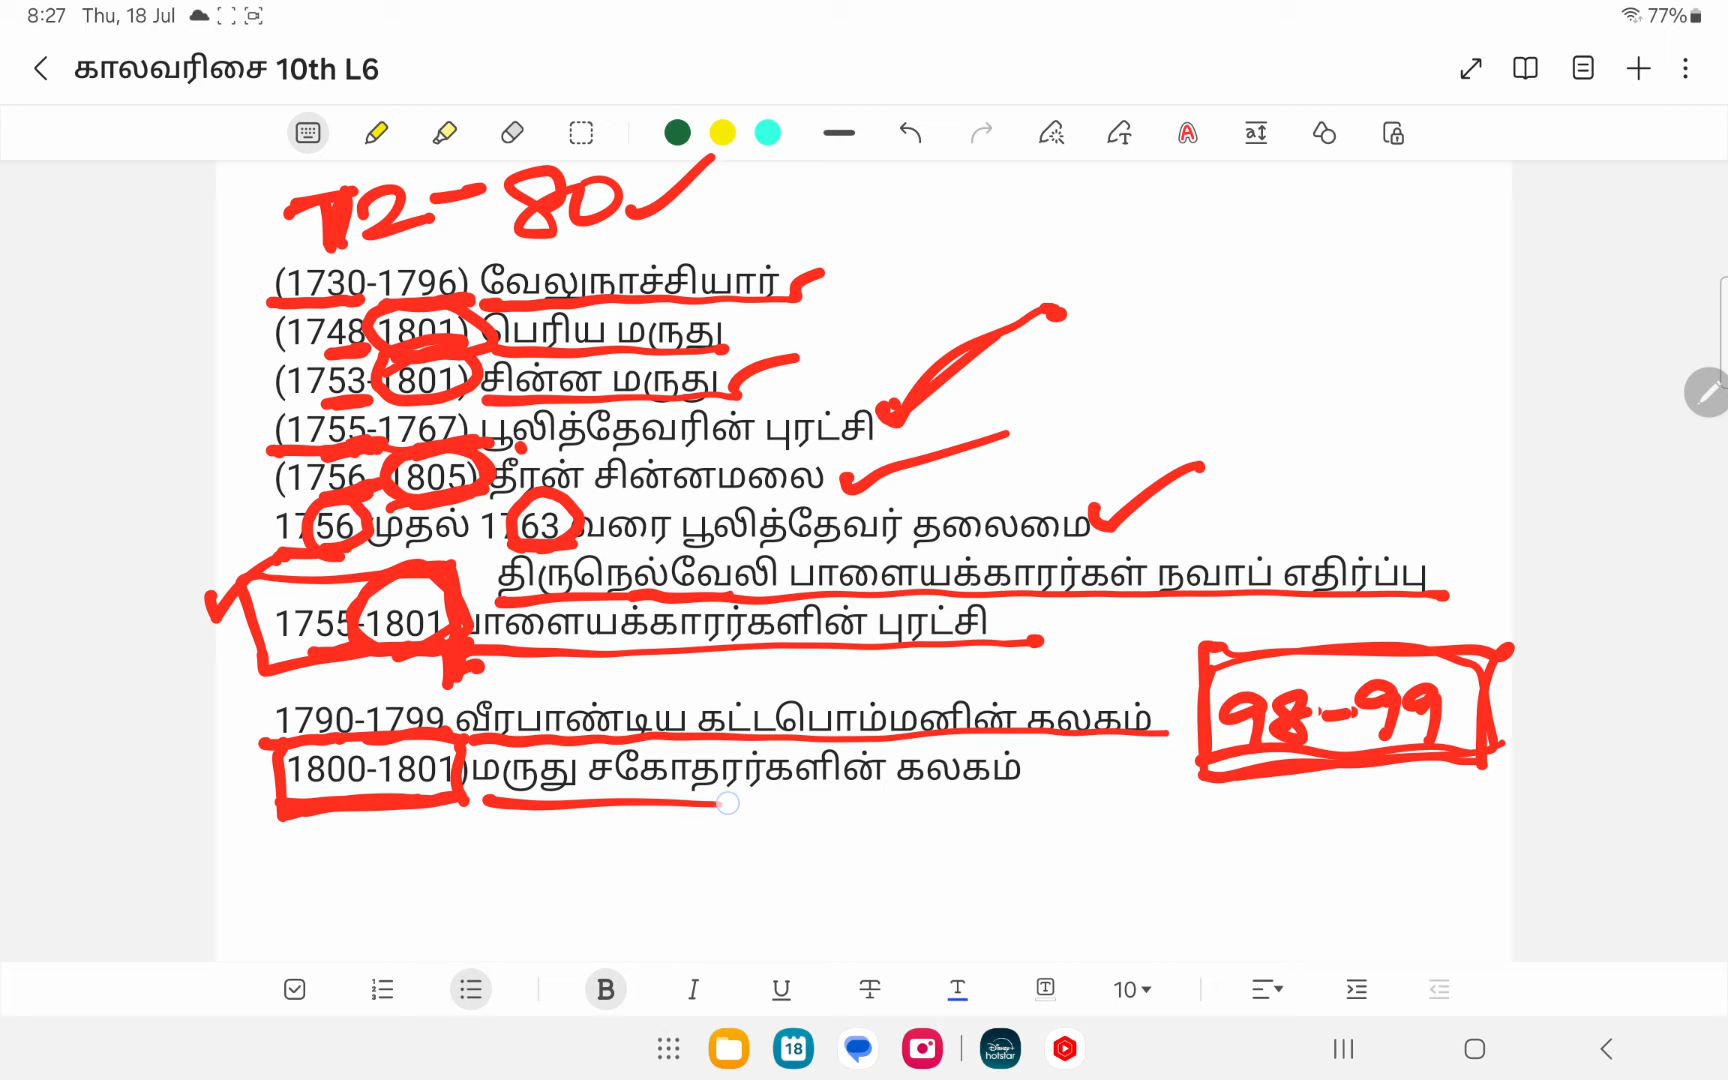 8:27 Thu, 18 Jul 77%
காலவரிசை 10th L6
72-80
(1730-1796) வேலுநாச்சியார்
(1748-1801) பெரிய மருது
(1753-1801) சின்ன மருது
(1755-1767) பூலித்தேவரின் புரட்சி
(1756-1805) தீரன் சின்னமலை
1756 முதல் 1763 வரை பூலித்தேவர் தலைமை
திருநெல்வேலி பாளையக்காரர்கள் நவாப் எதிர்ப்பு
1755-1801 பாளையக்காரர்களின் புரட்சி
98-99
1790-1799 வீரபாண்டிய கட்டபொம்மனின் கலகம்
1800-1801)மருது சகோதரர்களின் கலகம்
B I U T T T 10
18 Disney+ hotstar